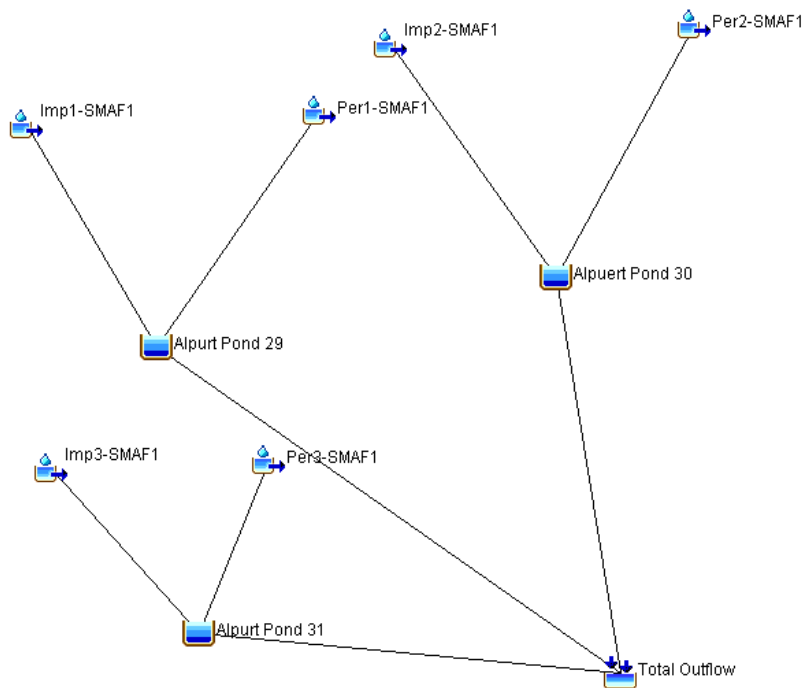 Per2-SMAF1
Imp2-SMAF1
Imp1-SMAF1
Per1-SMAF1
Alpuert Pond 30
Alpurt Pond 29
Imp3-SMAF1
Per3-SMAF1
Alpurt Pond 31
Total Outflow